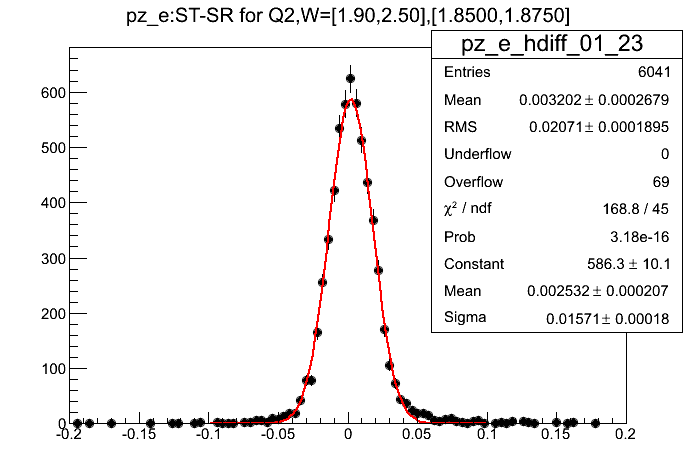 pz_e:ST-SR for Q2,W=[1.90,2.50],[1.8500,1.8750]
pz_e_hdiff_01_23
Entries 6041
Mean 0.003202 ± 0.0002679
RMS 0.02071 ± 0.0001895
Underflow 0
Overflow 69
χ² / ndf 168.8 / 45
Prob 3.18e-16
Constant 586.3 ± 10.1
Mean 0.002532 ± 0.000207
Sigma 0.01571 ± 0.00018
600
500
400
300
200
100
0
-0.2 -0.15 -0.1 -0.05 0 0.05 0.1 0.15 0.2